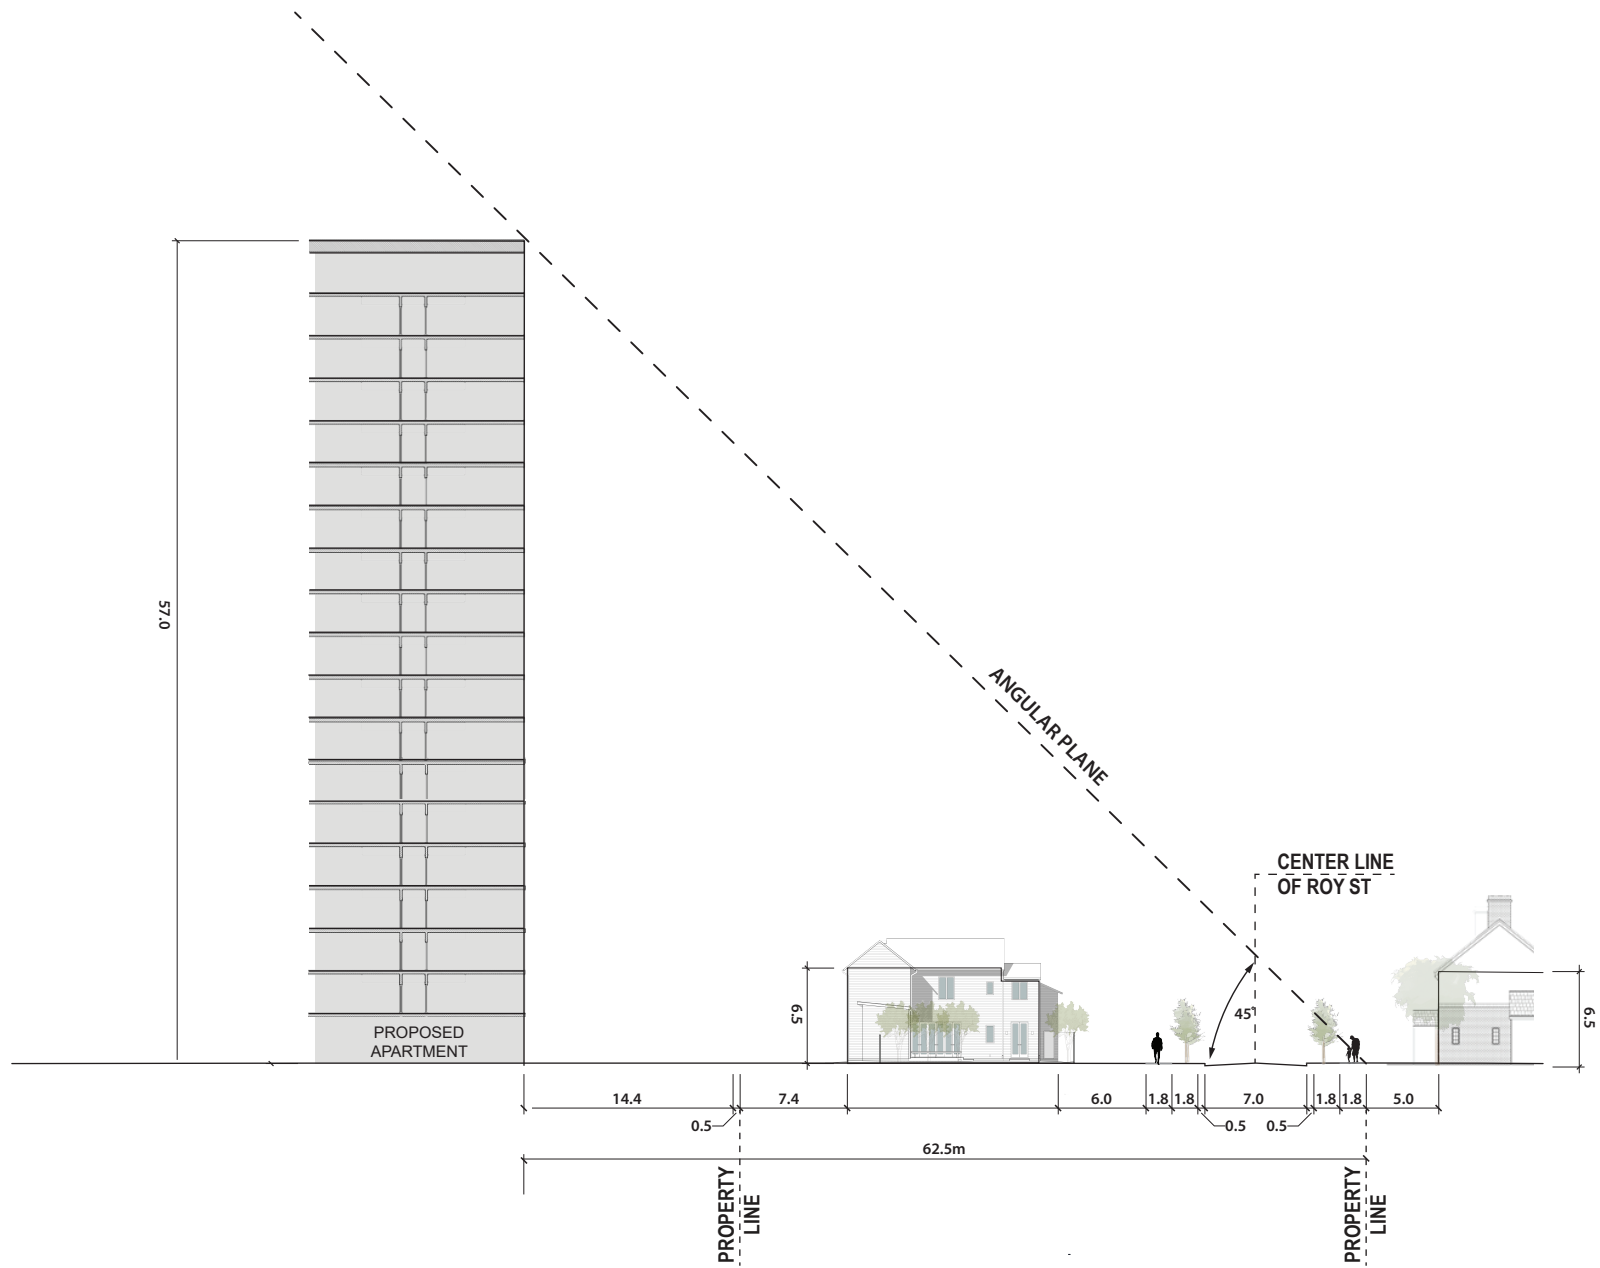 57.0
PROPOSED
APARTMENT
ANGULAR PLANE
CENTER LINE
OF ROY ST
45°
6.5
6.5
14.4
0.5
7.4
6.0
1.8
1.8
0.5
7.0
0.5
1.8
1.8
5.0
62.5m
PROPERTY
LINE
PROPERTY
LINE